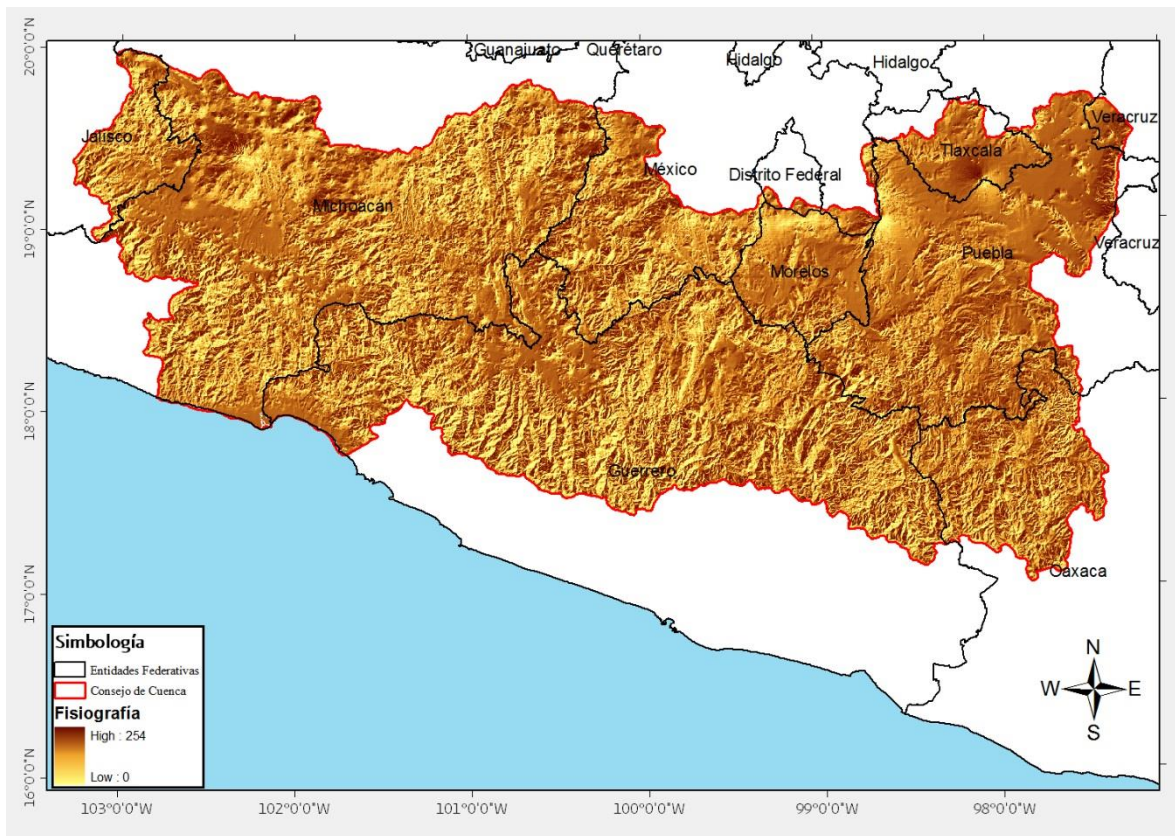 20°0'0"N
Guanajuato
Querétaro
Hidalgo
Hidalgo
Jalisco
Veracruz
Tlaxcala
México
Distrito Federal
Michoacán
19°0'0"N
Veracruz
Puebla
Morelos
18°0'0"N
Guerrero
Oaxaca
17°0'0"N
Simbología
Entidades Federativas
Consejo de Cuenca
Fisiografía
High : 254
Low : 0
N
W
E
S
16°0'0"N
103°0'0"W
102°0'0"W
101°0'0"W
100°0'0"W
99°0'0"W
98°0'0"W